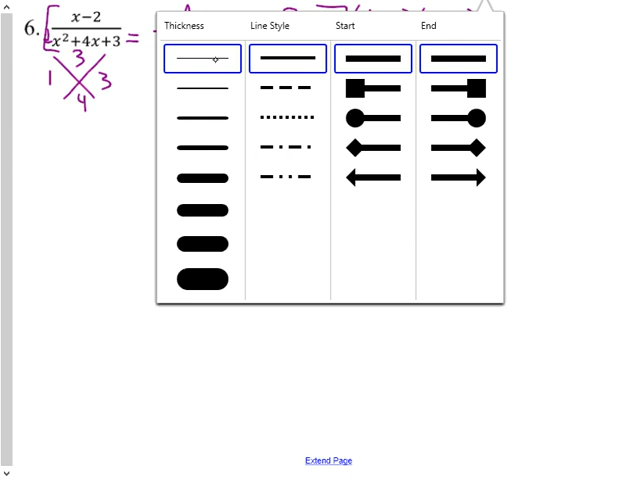 Thickness Line Style Start End
6. [ x-2
x²+4x+3 =
3
1 3
4
Extend Page